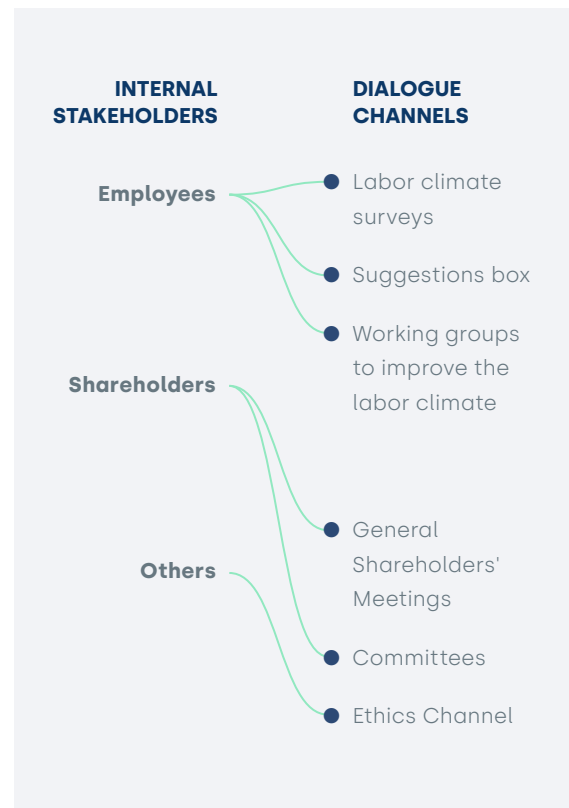 INTERNAL
STAKEHOLDERS
DIALOGUE
CHANNELS
Employees
Labor climate
surveys
Suggestions box
Working groups
to improve the
labor climate
Shareholders
General
Shareholders'
Meetings
Committees
Others
Ethics Channel